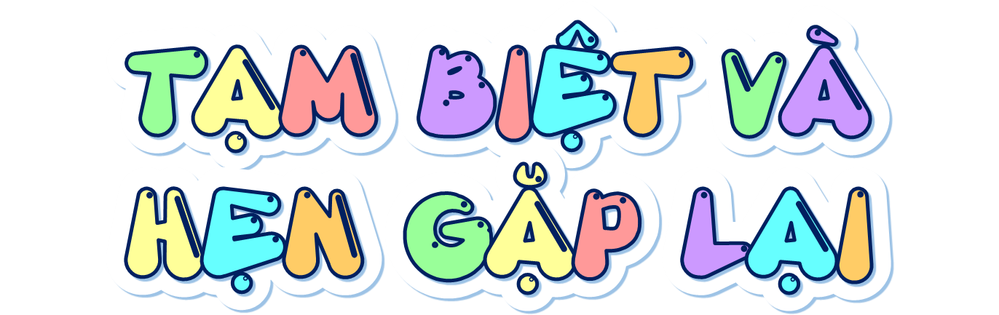 TẠM BIỆT VÀ
HẸN GẶP LẠI